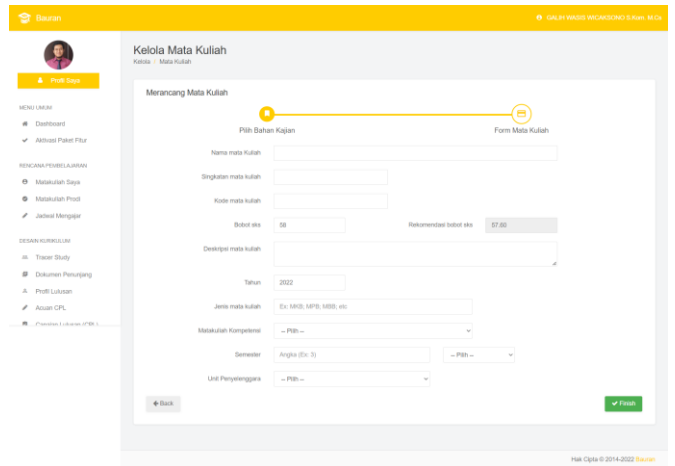 Bauran
GALIH WASIS WICAKSONO S.Kom, M.Cs
Profil Saya
MENU UMUM
Dashboard
Aktivasi Paket Fitur
RENCANA PEMBELAJARAN
Matakuliah Saya
Matakuliah Prodi
Jadwal Mengajar
DESAIN KURIKULUM
Tracer Study
Dokumen Penunjang
Profil Lulusan
Acuan CPL
Capaian Lulusan (CPL)
Kelola Mata Kuliah
Kelola / Mata Kuliah
Merancang Mata Kuliah
Pilih Bahan Kajian
Form Mata Kuliah
Nama mata Kuliah
Singkatan mata kuliah
Kode mata kuliah
Bobot sks 58 Rekomendasi bobot sks 57.60
Deskripsi mata kuliah
Tahun 2022
Jenis mata kuliah Ex: MKB; MPB; MBB; etc
Matakuliah Kompetensi -- Pilih --
Semester Angka (Ex: 3) -- Pilih --
Unit Penyelenggara -- Pilih --
Back
Finish
Hak Cipta © 2014-2022 Bauran